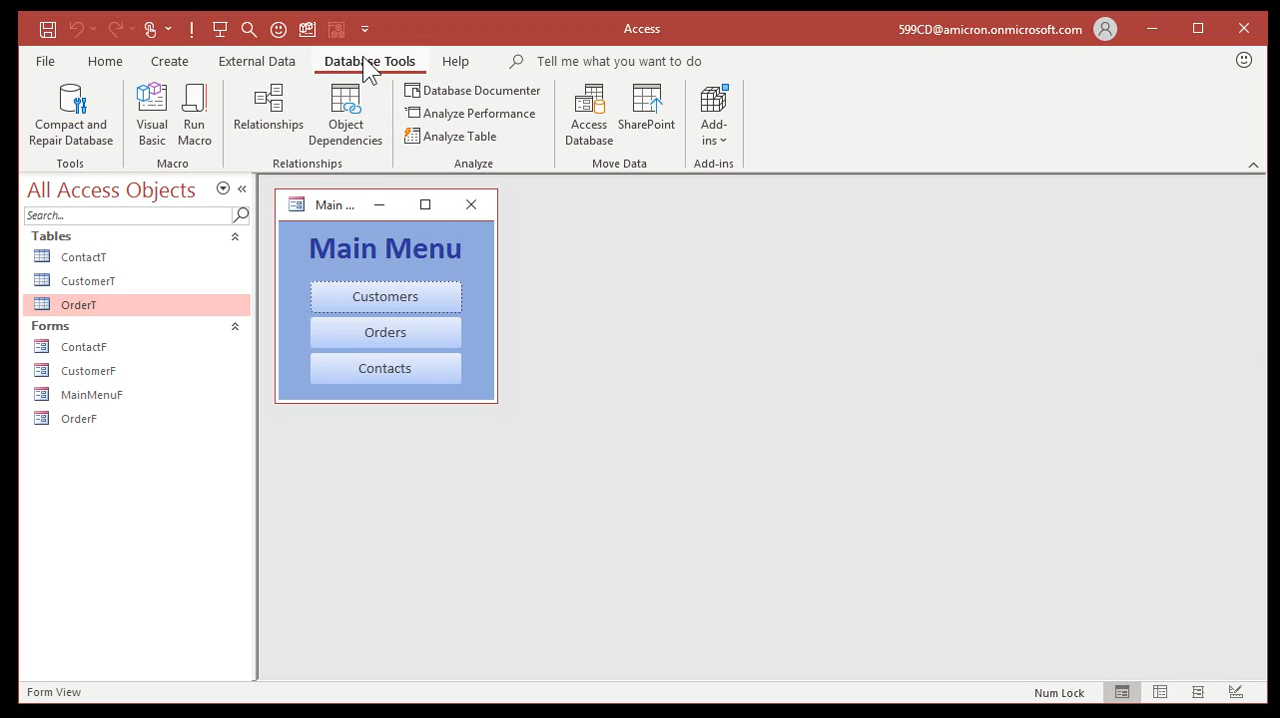 Access
599CD@amicron.onmicrosoft.com
File Home Create External Data Database Tools Help Tell me what you want to do
Compact and Repair Database
Visual Basic
Run Macro
Relationships
Object Dependencies
Database Documenter
Analyze Performance
Analyze Table
Access Database
SharePoint
Add-ins
Tools Macro Relationships Analyze Move Data Add-ins
All Access Objects
Search...
Tables
ContactT
CustomerT
OrderT
Forms
ContactF
CustomerF
MainMenuF
OrderF
Main ...
Main Menu
Customers
Orders
Contacts
Form View
Num Lock